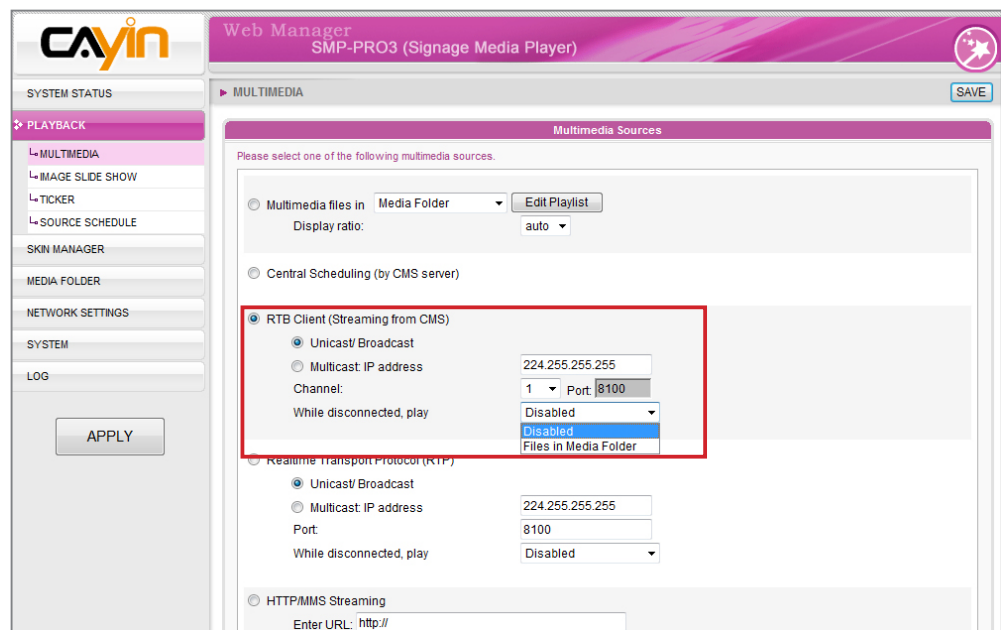 CAYIN
Web Manager
SMP-PRO3 (Signage Media Player)
SYSTEM STATUS
PLAYBACK
MULTIMEDIA
IMAGE SLIDE SHOW
TICKER
SOURCE SCHEDULE
SKIN MANAGER
MEDIA FOLDER
NETWORK SETTINGS
SYSTEM
LOG
APPLY
MULTIMEDIA
SAVE
Multimedia Sources
Please select one of the following multimedia sources.
Multimedia files in Media Folder Edit Playlist
Display ratio: auto
Central Scheduling (by CMS server)
RTB Client (Streaming from CMS)
Unicast/ Broadcast
Multicast: IP address 224.255.255.255
Channel: 1 Port: 8100
While disconnected, play Disabled
Disabled
Files in Media Folder
Realtime Transport Protocol (RTP)
Unicast/ Broadcast
Multicast: IP address 224.255.255.255
Port: 8100
While disconnected, play Disabled
HTTP/MMS Streaming
Enter URL: http://